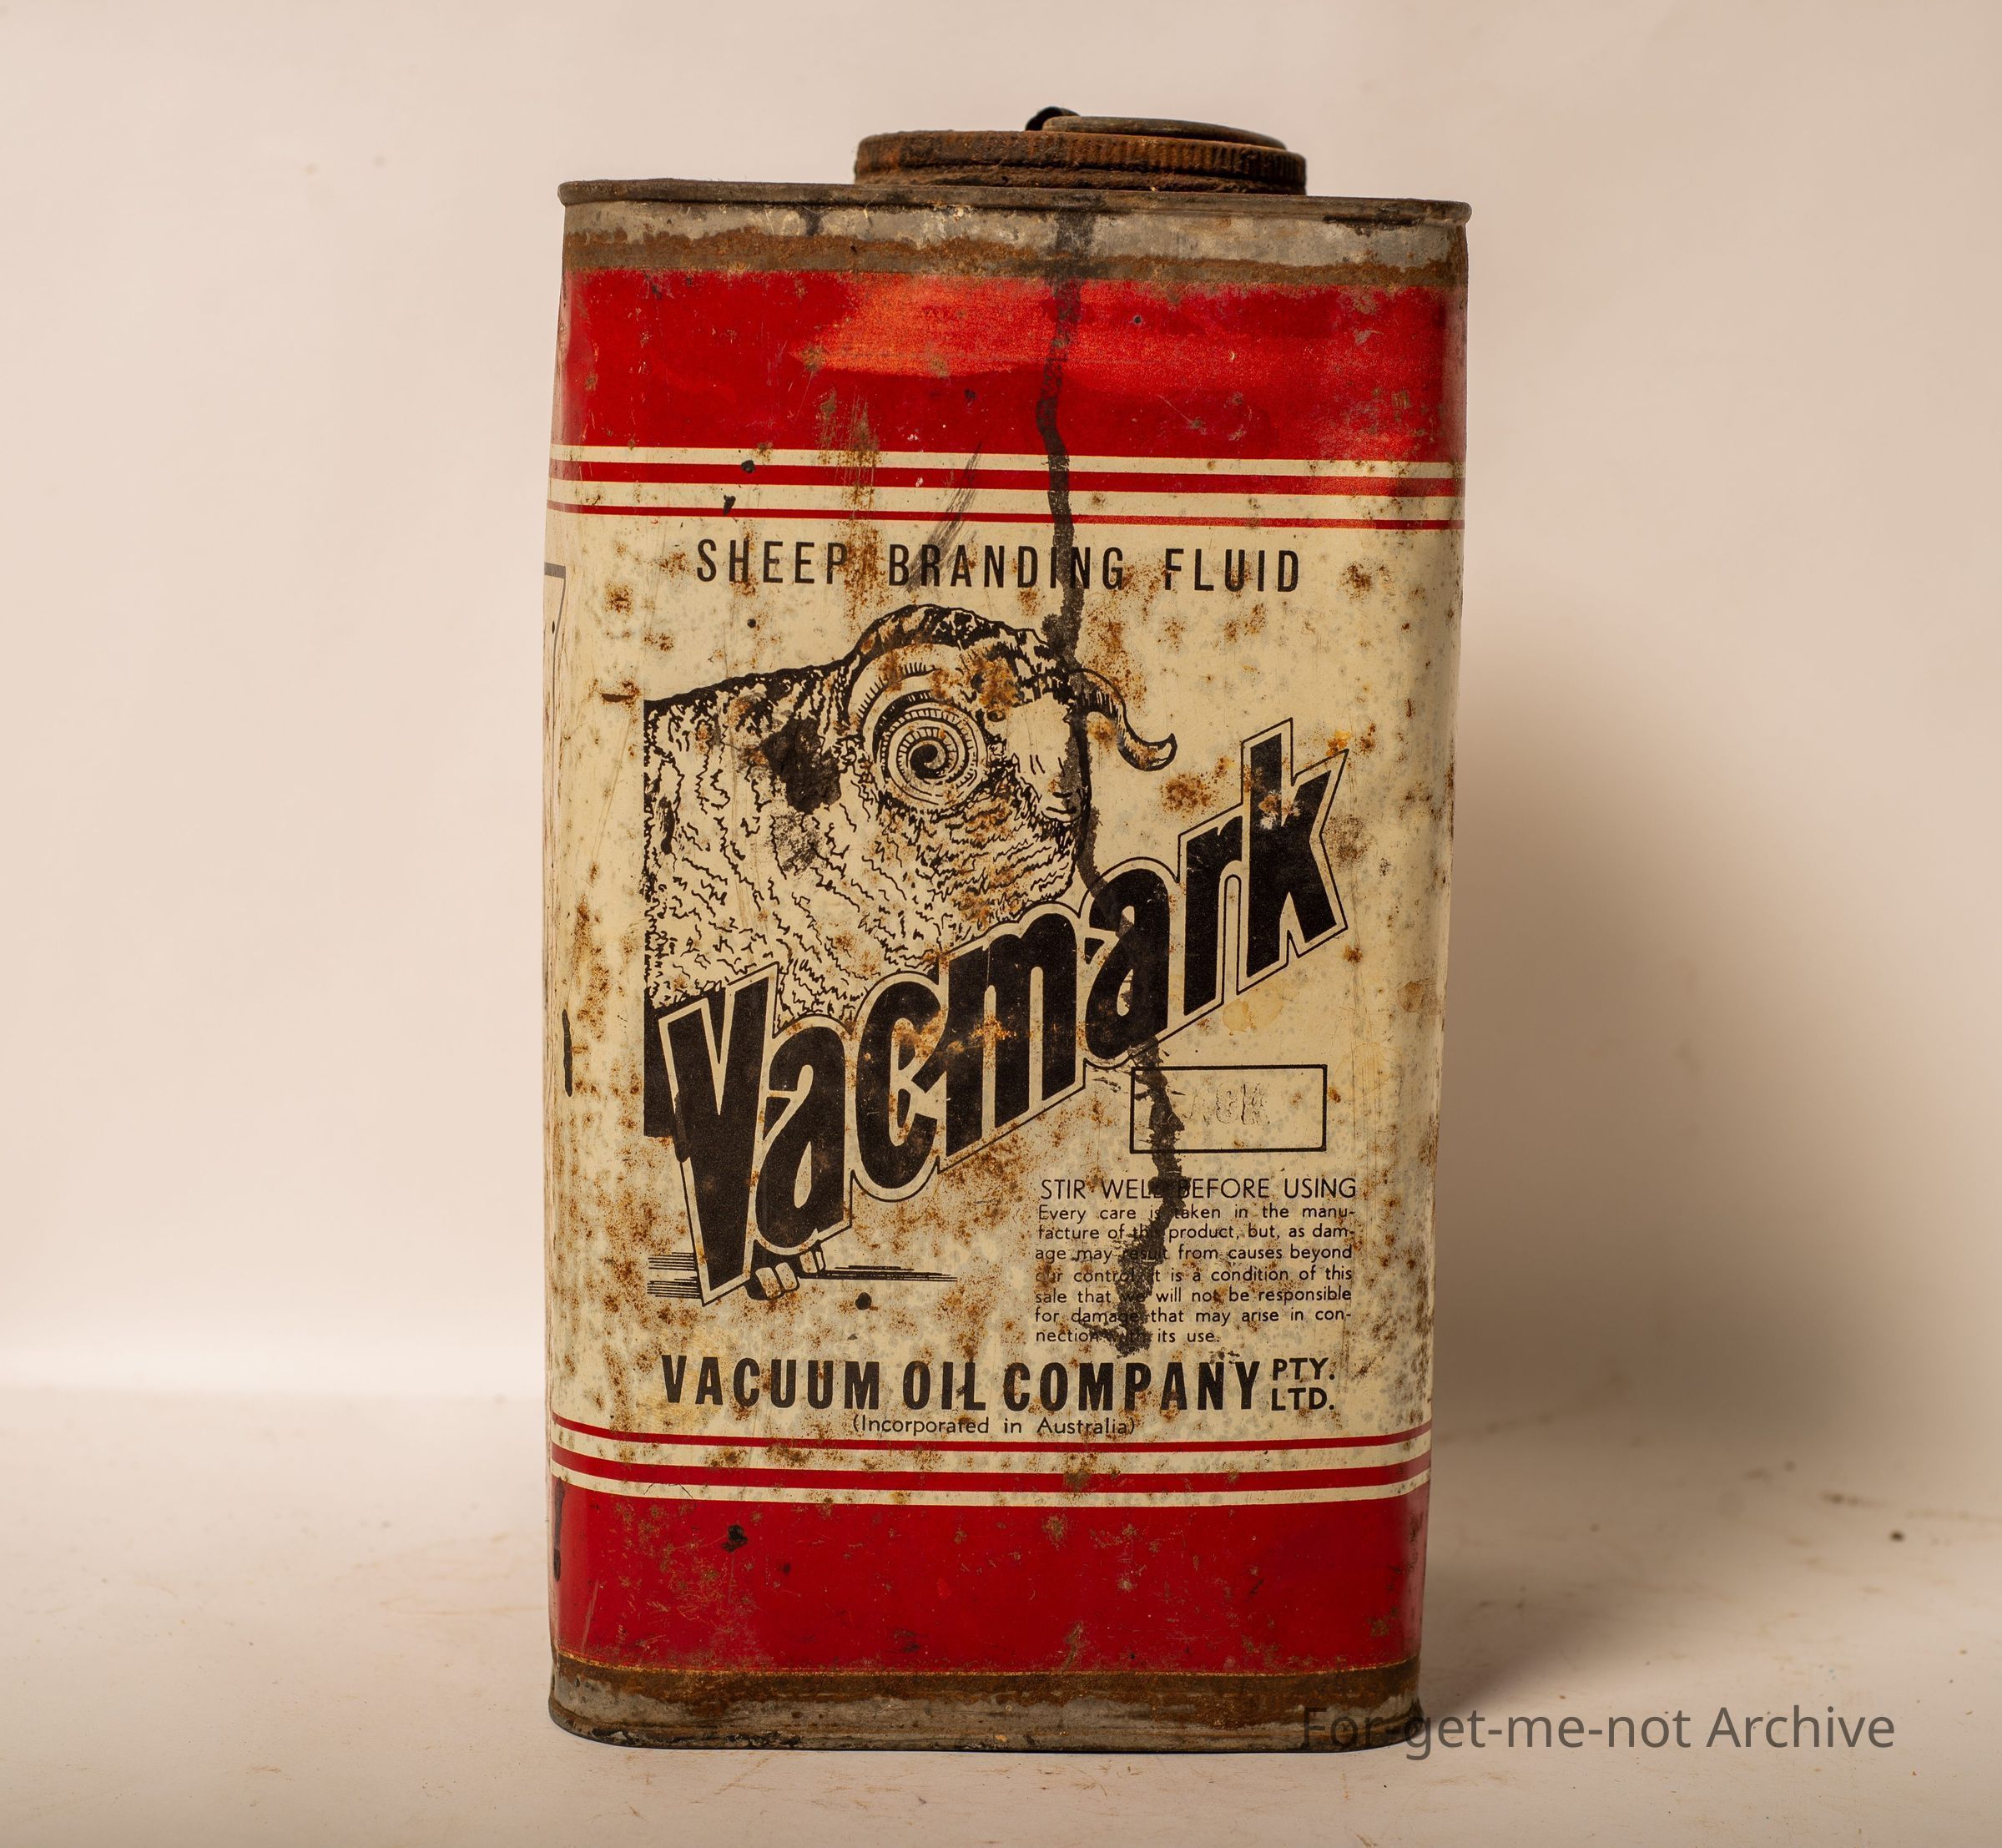 SHEEP BRANDING FLUID
Vacmark
STIR WELL BEFORE USING
Every care is taken in the manu-
facture of this product, but, as dam-
age may result from causes beyond
our control it is a condition of this
sale that we will not be responsible
for damage that may arise in con-
nection with its use.
VACUUM OIL COMPANY PTY. LTD.
(Incorporated in Australia)
For-get-me-not Archive